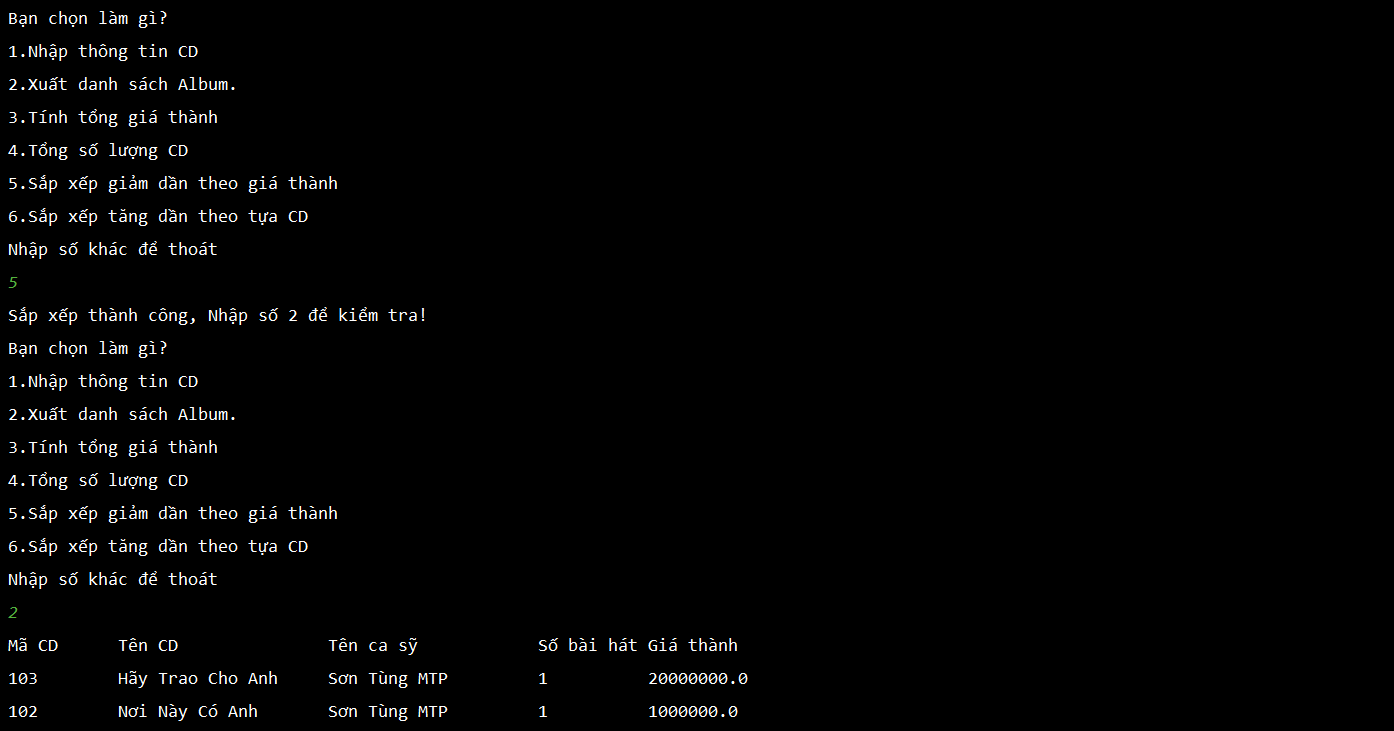 Bạn chọn làm gì?
1.Nhập thông tin CD
2.Xuất danh sách Album.
3.Tính tổng giá thành
4.Tổng số lượng CD
5.Sắp xếp giảm dần theo giá thành
6.Sắp xếp tăng dần theo tựa CD
Nhập số khác để thoát
5
Sắp xếp thành công, Nhập số 2 để kiểm tra!
Bạn chọn làm gì?
1.Nhập thông tin CD
2.Xuất danh sách Album.
3.Tính tổng giá thành
4.Tổng số lượng CD
5.Sắp xếp giảm dần theo giá thành
6.Sắp xếp tăng dần theo tựa CD
Nhập số khác để thoát
2
Mã CD Tên CD Tên ca sỹ Số bài hát Giá thành
103 Hãy Trao Cho Anh Sơn Tùng MTP 1 20000000.0
102 Nơi Này Có Anh Sơn Tùng MTP 1 1000000.0